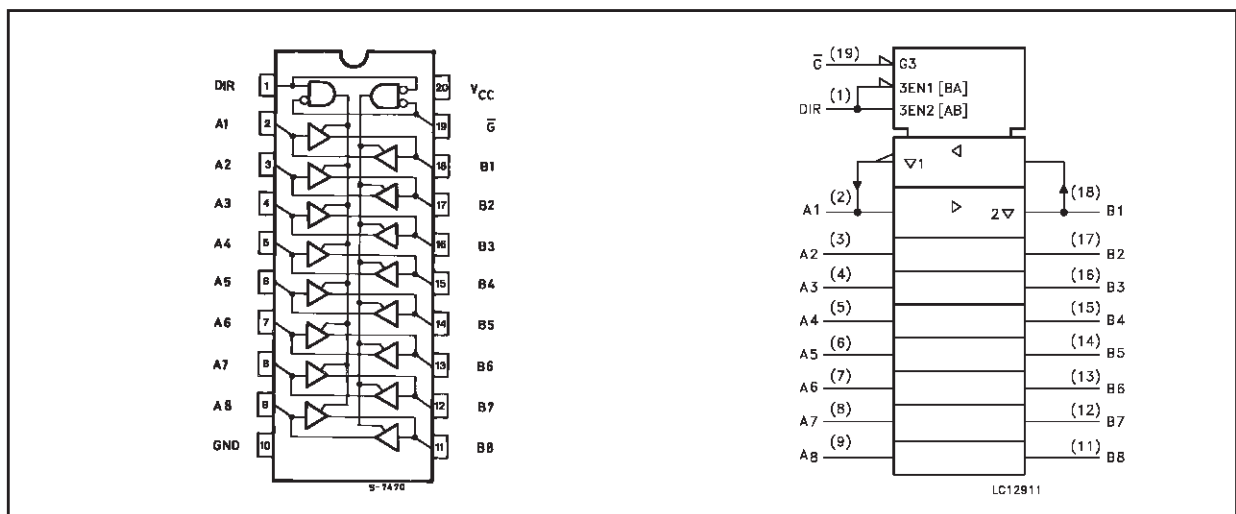 DIR 1 20 VCC
A1 2 19 G̅
A2 3 18 B1
A3 4 17 B2
A4 5 16 B3
A5 6 15 B4
A6 7 14 B5
A7 8 13 B6
A8 9 12 B7
GND 10 11 B8
S-7470
G̅ (19) G3
3EN1 [BA]
DIR (1) 3EN2 [AB]
▽1 ◁
A1 (2) ▷ 2▽ (18) B1
A2 (3) (17) B2
A3 (4) (16) B3
A4 (5) (15) B4
A5 (6) (14) B5
A6 (7) (13) B6
A7 (8) (12) B7
A8 (9) (11) B8
LC12911